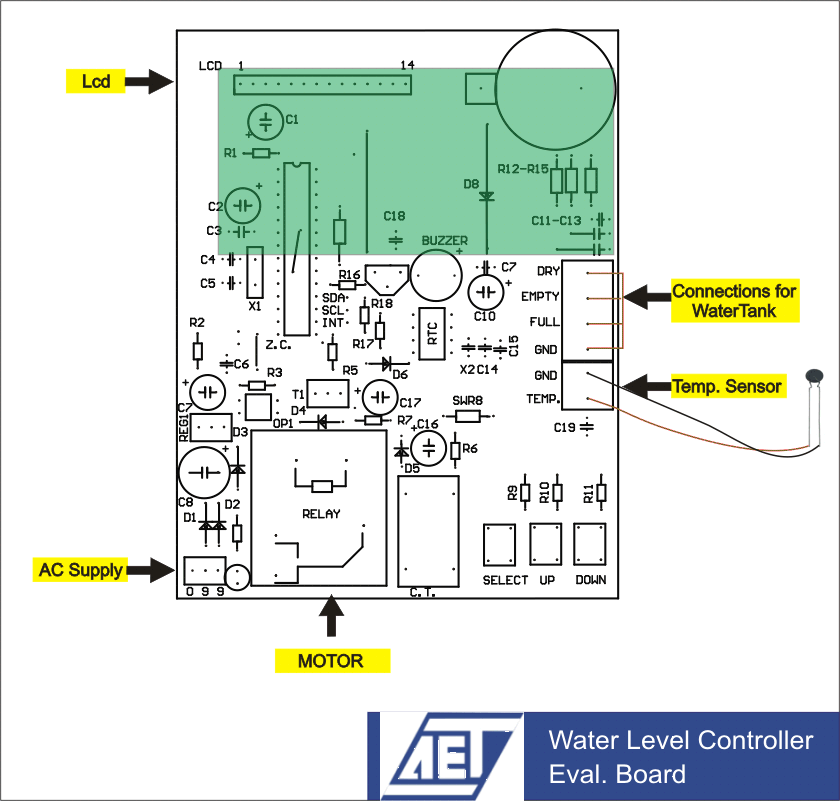 LCD 1 14
Lcd
C1
R1
R12-R15
D8
C2
C18
C11-C13
C3
BUZZER
C4
C7
DRY
R16
C5
SDA
EMPTY
Connections for
WaterTank
X1
R18
C10
SCL
INT
RTC
FULL
R2
R17
Z.C.
C15
GND
C6
R5
D6
X2 C14
R3
GND
Temp. Sensor
C7
T1
C17
SWR8
TEMP.
D4
REG1
D3
OP1
R7
C16
C19
R6
D5
C8
R9
R10
R11
D1
D2
RELAY
AC Supply
SELECT
UP
DOWN
0 9 9
C.T.
MOTOR
AET
Water Level Controller
Eval. Board